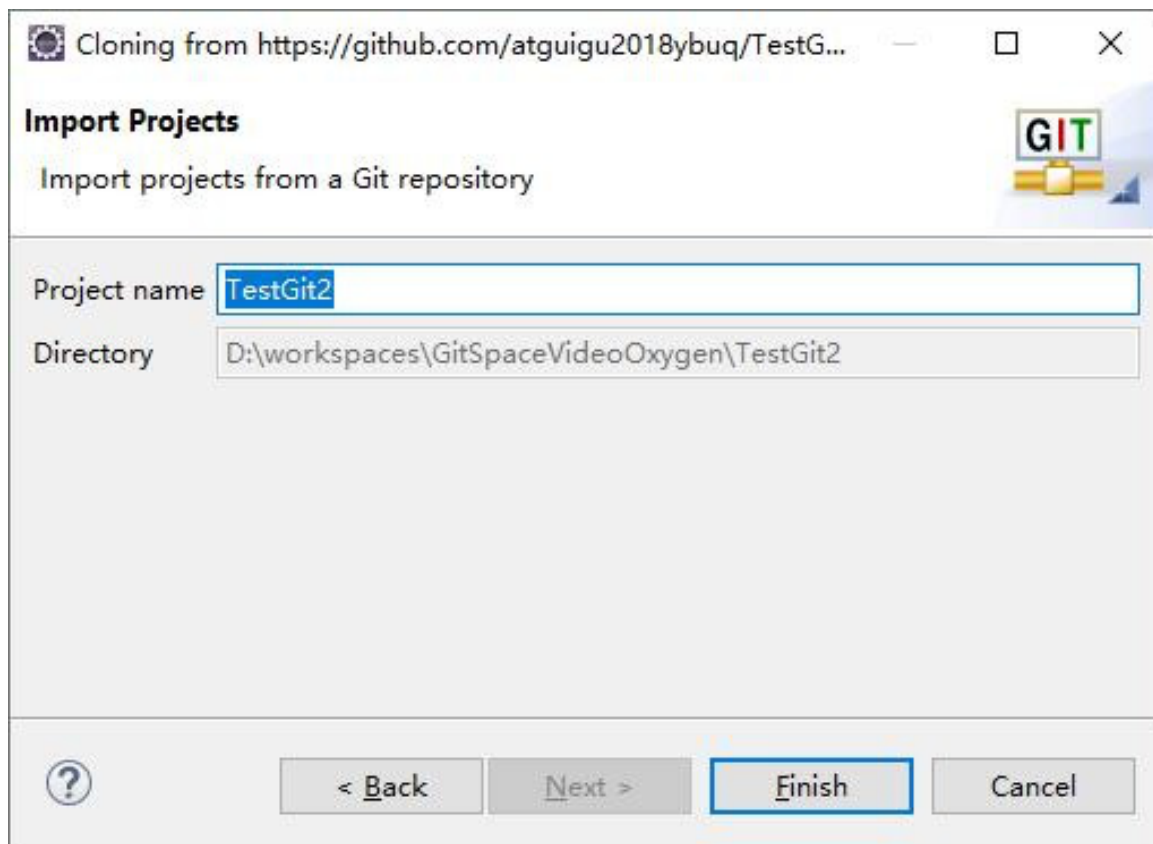 Cloning from https://github.com/atguigu2018ybuq/TestG...
Import Projects
Import projects from a Git repository
GIT
Project name TestGit2
Directory D:\workspaces\GitSpaceVideoOxygen\TestGit2
? < Back Next > Finish Cancel